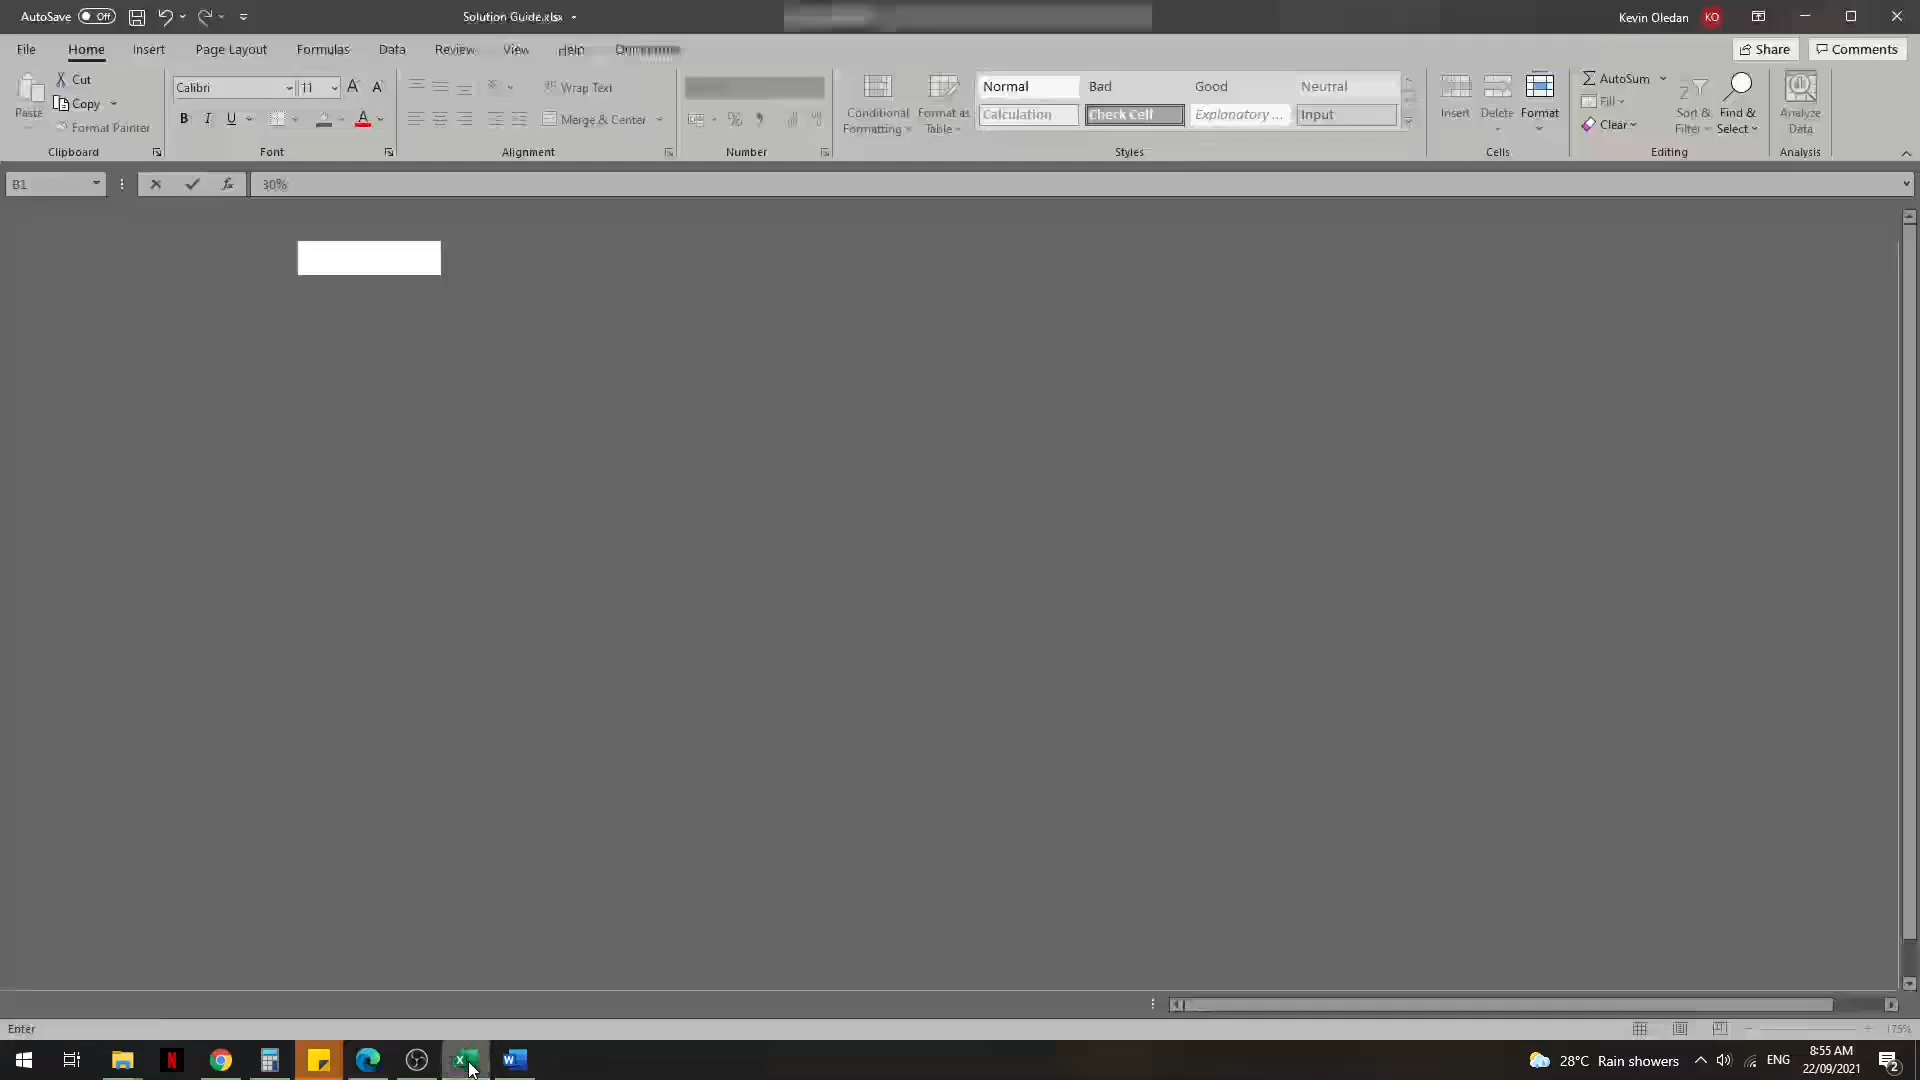 AutoSave Off Solution Guide.xlsx Kevin Oledan KO
File Home Insert Page Layout Formulas Data Review View Help Share Comments
Cut
Copy
Format Painter
Paste
Clipboard
Calibri 11
B I U
Font
Wrap Text
Merge & Center
Alignment
Number
Conditional Formatting
Format as Table
Normal Bad Good Neutral
Calculation Check Cell Explanatory ... Input
Styles
Insert Delete Format
Cells
AutoSum
Fill
Clear
Sort & Filter
Find & Select
Editing
Analyze Data
Analysis
B1 30%
Enter 175%
28°C Rain showers ENG 8:55 AM
22/09/2021 2